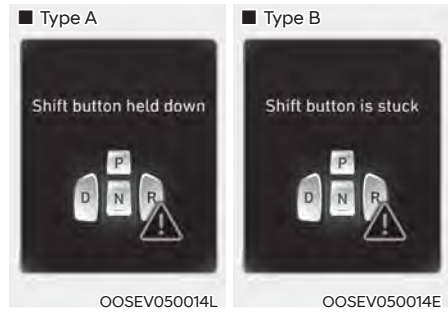 ■ Type A
■ Type B
Shift button held down
P
D N R
OOSEV050014L
Shift button is stuck
P
D N R
OOSEV050014E